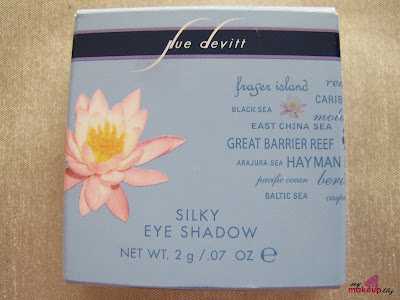 sue devitt
fraser island
BLACK SEA
CARIB
EAST CHINA SEA
GREAT BARRIER REEF
ARAJURA SEA HAYMAN
pacific ocean
BALTIC SEA
SILKY
EYE SHADOW
NET WT. 2 g /.07 OZ e
my
makeup.blog